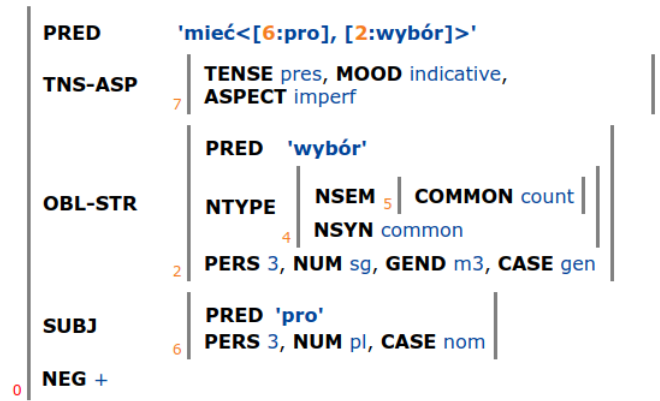 PRED 'mieć<[6:pro], [2:wybór]>'
TNS-ASP 7 TENSE pres, MOOD indicative,
ASPECT imperf
OBL-STR 2 PRED 'wybór'
NTYPE 4 NSEM 5 COMMON count
NSYN common
PERS 3, NUM sg, GEND m3, CASE gen
SUBJ 6 PRED 'pro'
PERS 3, NUM pl, CASE nom
0 NEG +